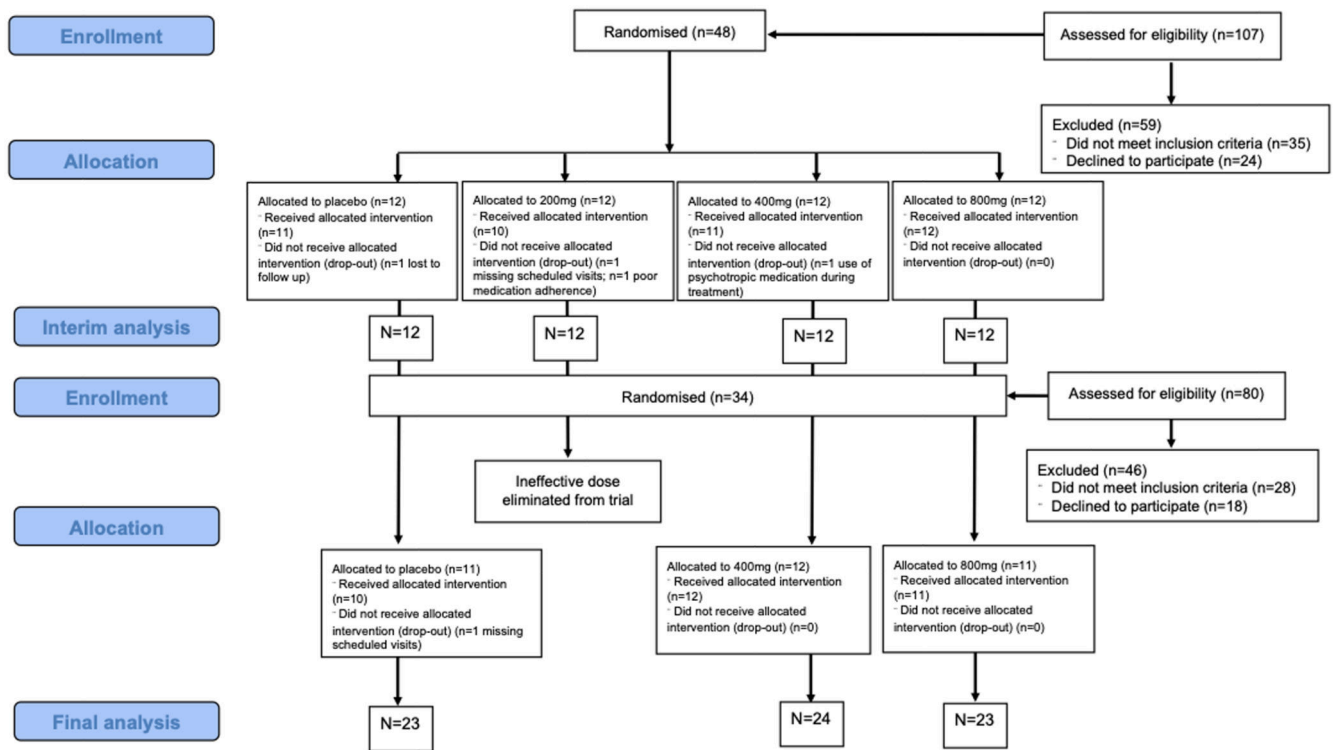 Enrollment
Randomised (n=48)
Assessed for eligibility (n=107)
Excluded (n=59)
- Did not meet inclusion criteria (n=35)
- Declined to participate (n=24)
Allocation
Allocated to placebo (n=12)
- Received allocated intervention
(n=11)
- Did not receive allocated
intervention (drop-out) (n=1 lost to
follow up)
Allocated to 200mg (n=12)
- Received allocated intervention
(n=10)
- Did not receive allocated
intervention (drop-out) (n=1
missing scheduled visits; n=1 poor
medication adherence)
Allocated to 400mg (n=12)
- Received allocated intervention
(n=11)
- Did not receive allocated
intervention (drop-out) (n=1 use of
psychotropic medication during
treatment)
Allocated to 800mg (n=12)
- Received allocated intervention
(n=12)
- Did not receive allocated
intervention (drop-out) (n=0)
Interim analysis
N=12
N=12
N=12
N=12
Enrollment
Randomised (n=34)
Assessed for eligibility (n=80)
Excluded (n=46)
- Did not meet inclusion criteria (n=28)
- Declined to participate (n=18)
Ineffective dose
eliminated from trial
Allocation
Allocated to placebo (n=11)
- Received allocated intervention
(n=10)
- Did not receive allocated
intervention (drop-out) (n=1 missing
scheduled visits)
Allocated to 400mg (n=12)
- Received allocated intervention
(n=12)
- Did not receive allocated
intervention (drop-out) (n=0)
Allocated to 800mg (n=11)
- Received allocated intervention
(n=11)
- Did not receive allocated
intervention (drop-out) (n=0)
Final analysis
N=23
N=24
N=23